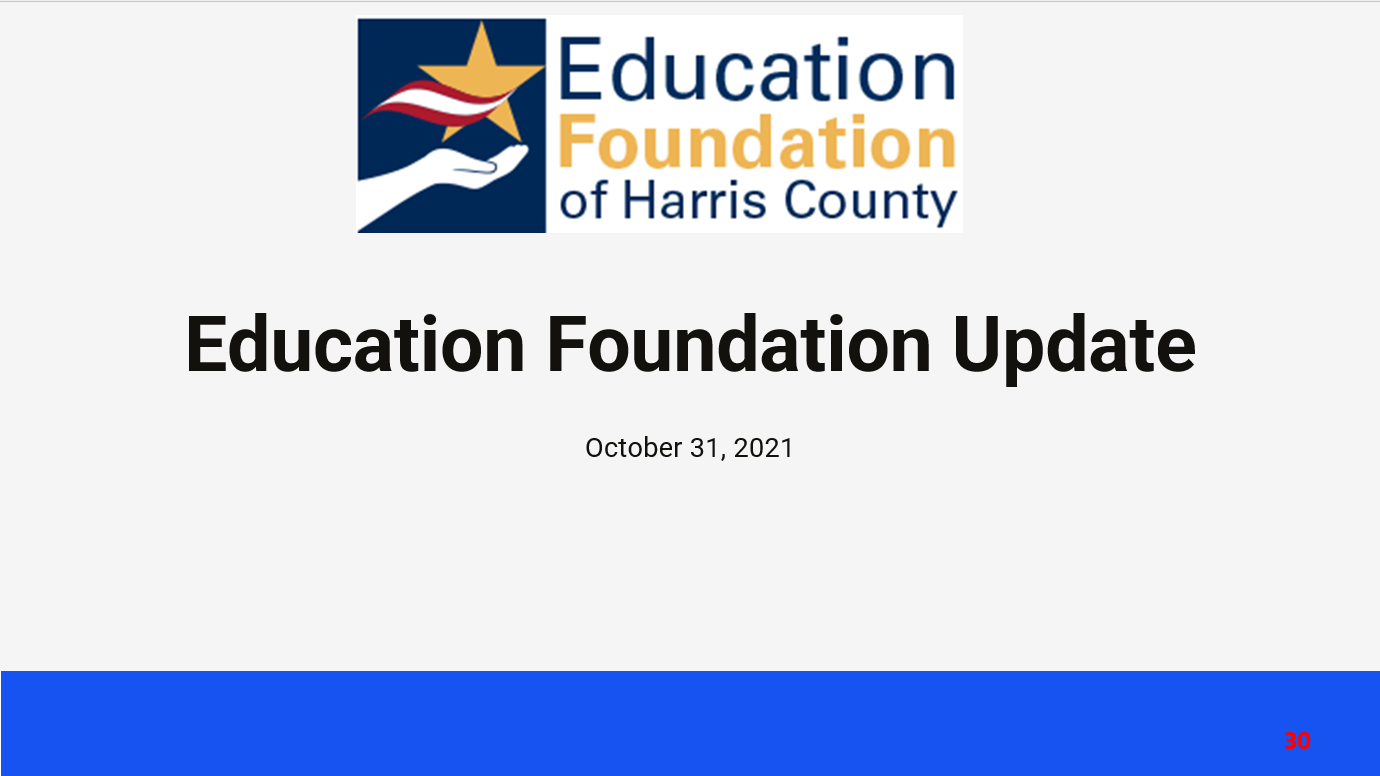 Education
Foundation
of Harris County
Education Foundation Update
October 31, 2021
30